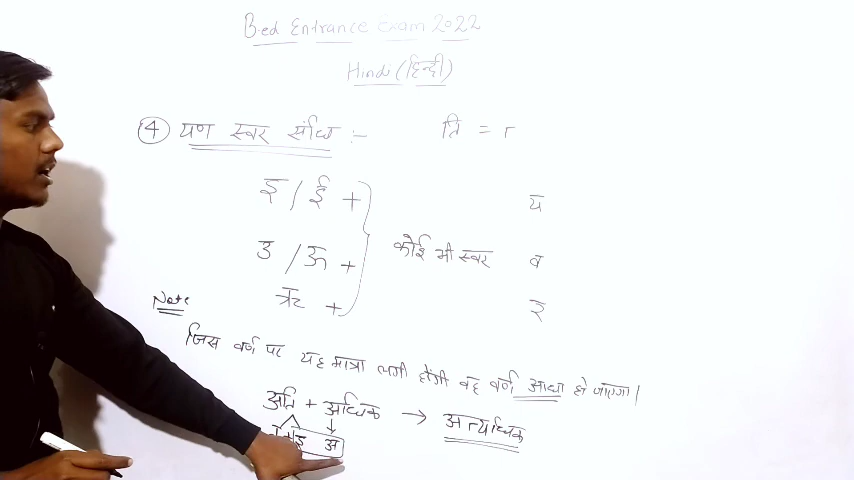 B.ed Entrance Exam 2022
Hindi (हिन्दी)
④ यण स्वर संधि :-
ति = त
इ / ई + य
उ / ऊ + कोई भी स्वर व
ऋ + र
Note
जिस वर्ण पर यह मात्रा लगी होंगी वह वर्ण आधा हो जाएगा।
अति + अधिक → अत्यधिक
इ अ